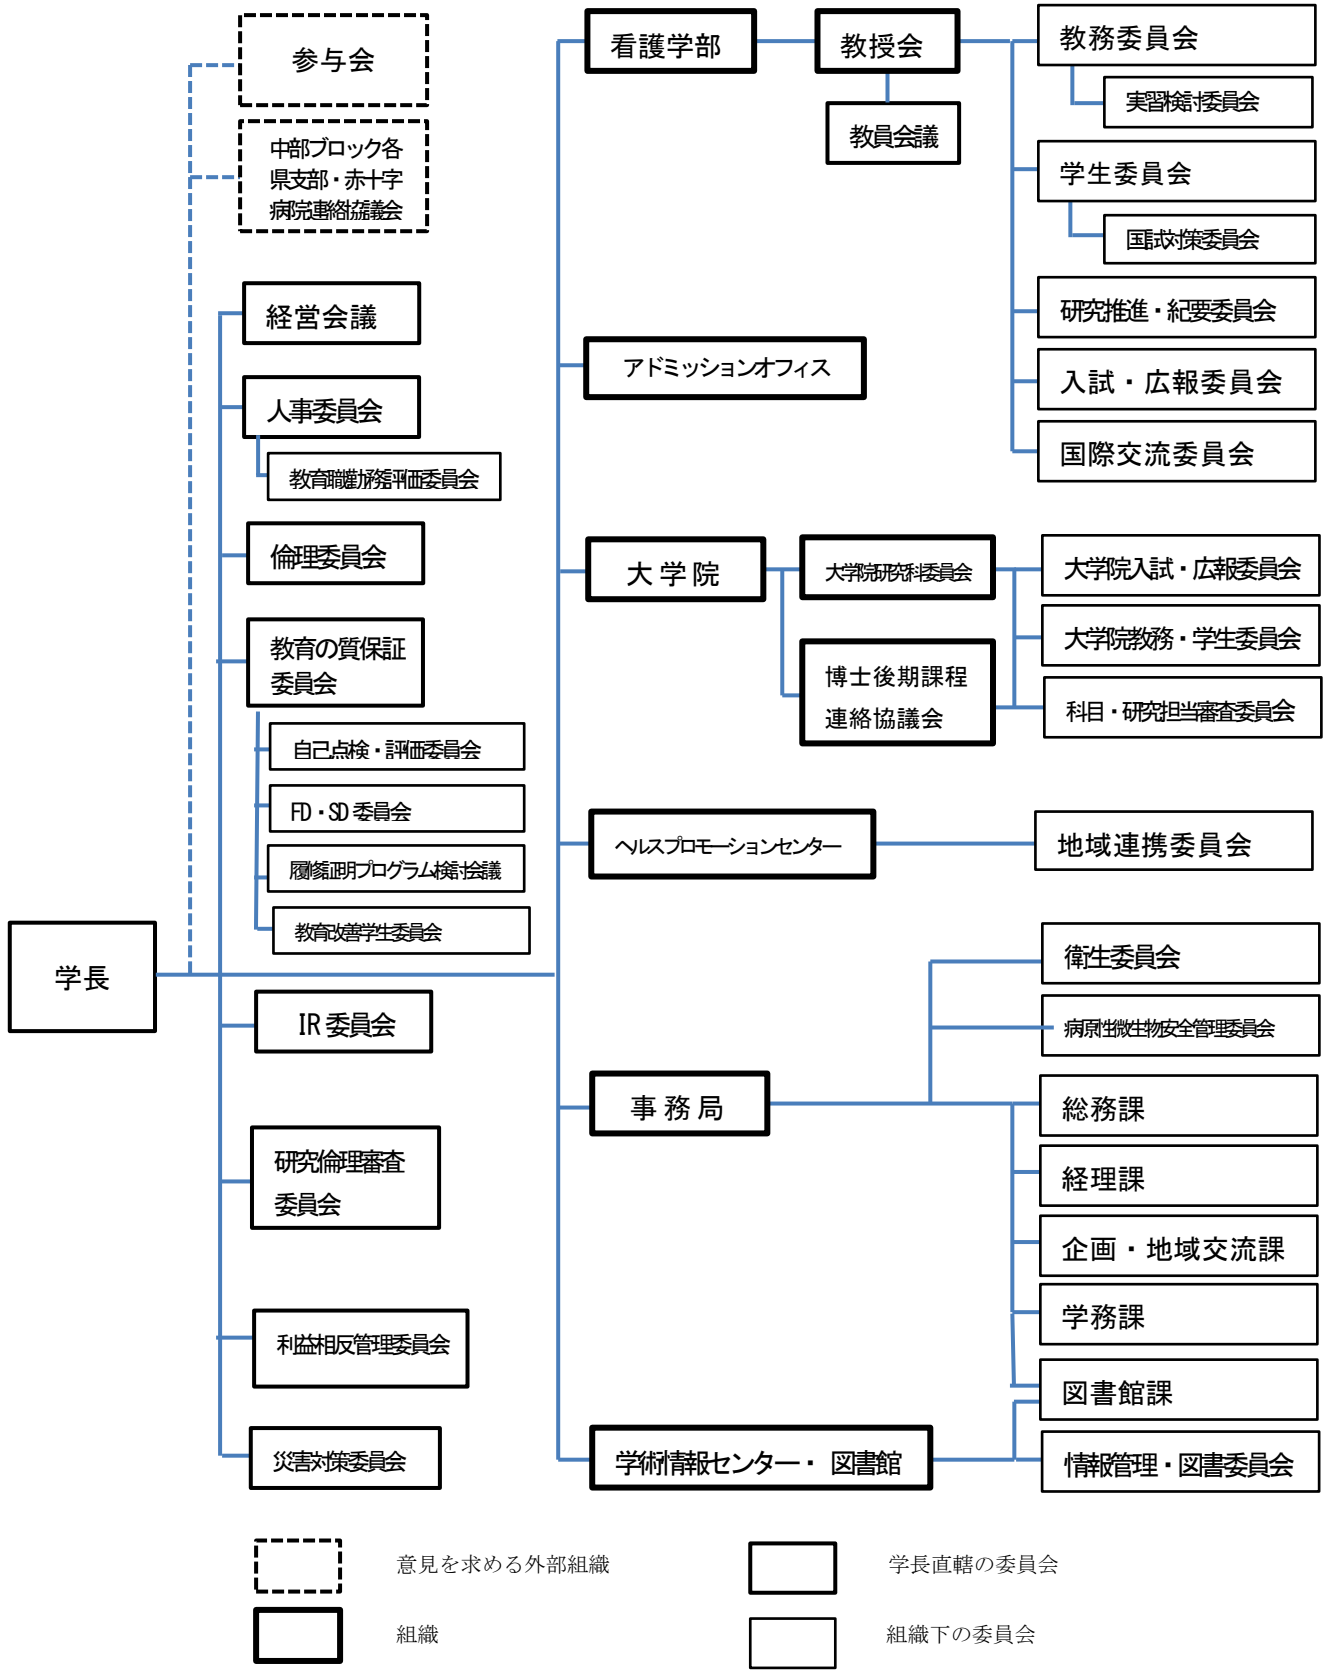 参与会
中部ブロック各
県支部・赤十字
病院連絡協議会
経営会議
人事委員会
教育職勤務評価委員会
倫理委員会
教育の質保証
委員会
自己点検・評価委員会
FD・SD 委員会
履修証明プログラム検討会議
教育改善学生委員会
学長
IR 委員会
研究倫理審査
委員会
利益相反管理委員会
災害対策委員会
看護学部
教授会
教員会議
教務委員会
実習検討委員会
学生委員会
国試対策委員会
研究推進・紀要委員会
入試・広報委員会
国際交流委員会
アドミッションオフィス
大学院
大学院研究科委員会
博士後期課程
連絡協議会
大学院入試・広報委員会
大学院教務・学生委員会
科目・研究担当審査委員会
ヘルスプロモーションセンター
地域連携委員会
事務局
衛生委員会
病原性微生物安全管理委員会
総務課
経理課
企画・地域交流課
学務課
図書館課
学術情報センター・ 図書館
情報管理・図書委員会
意見を求める外部組織
学長直轄の委員会
組織
組織下の委員会